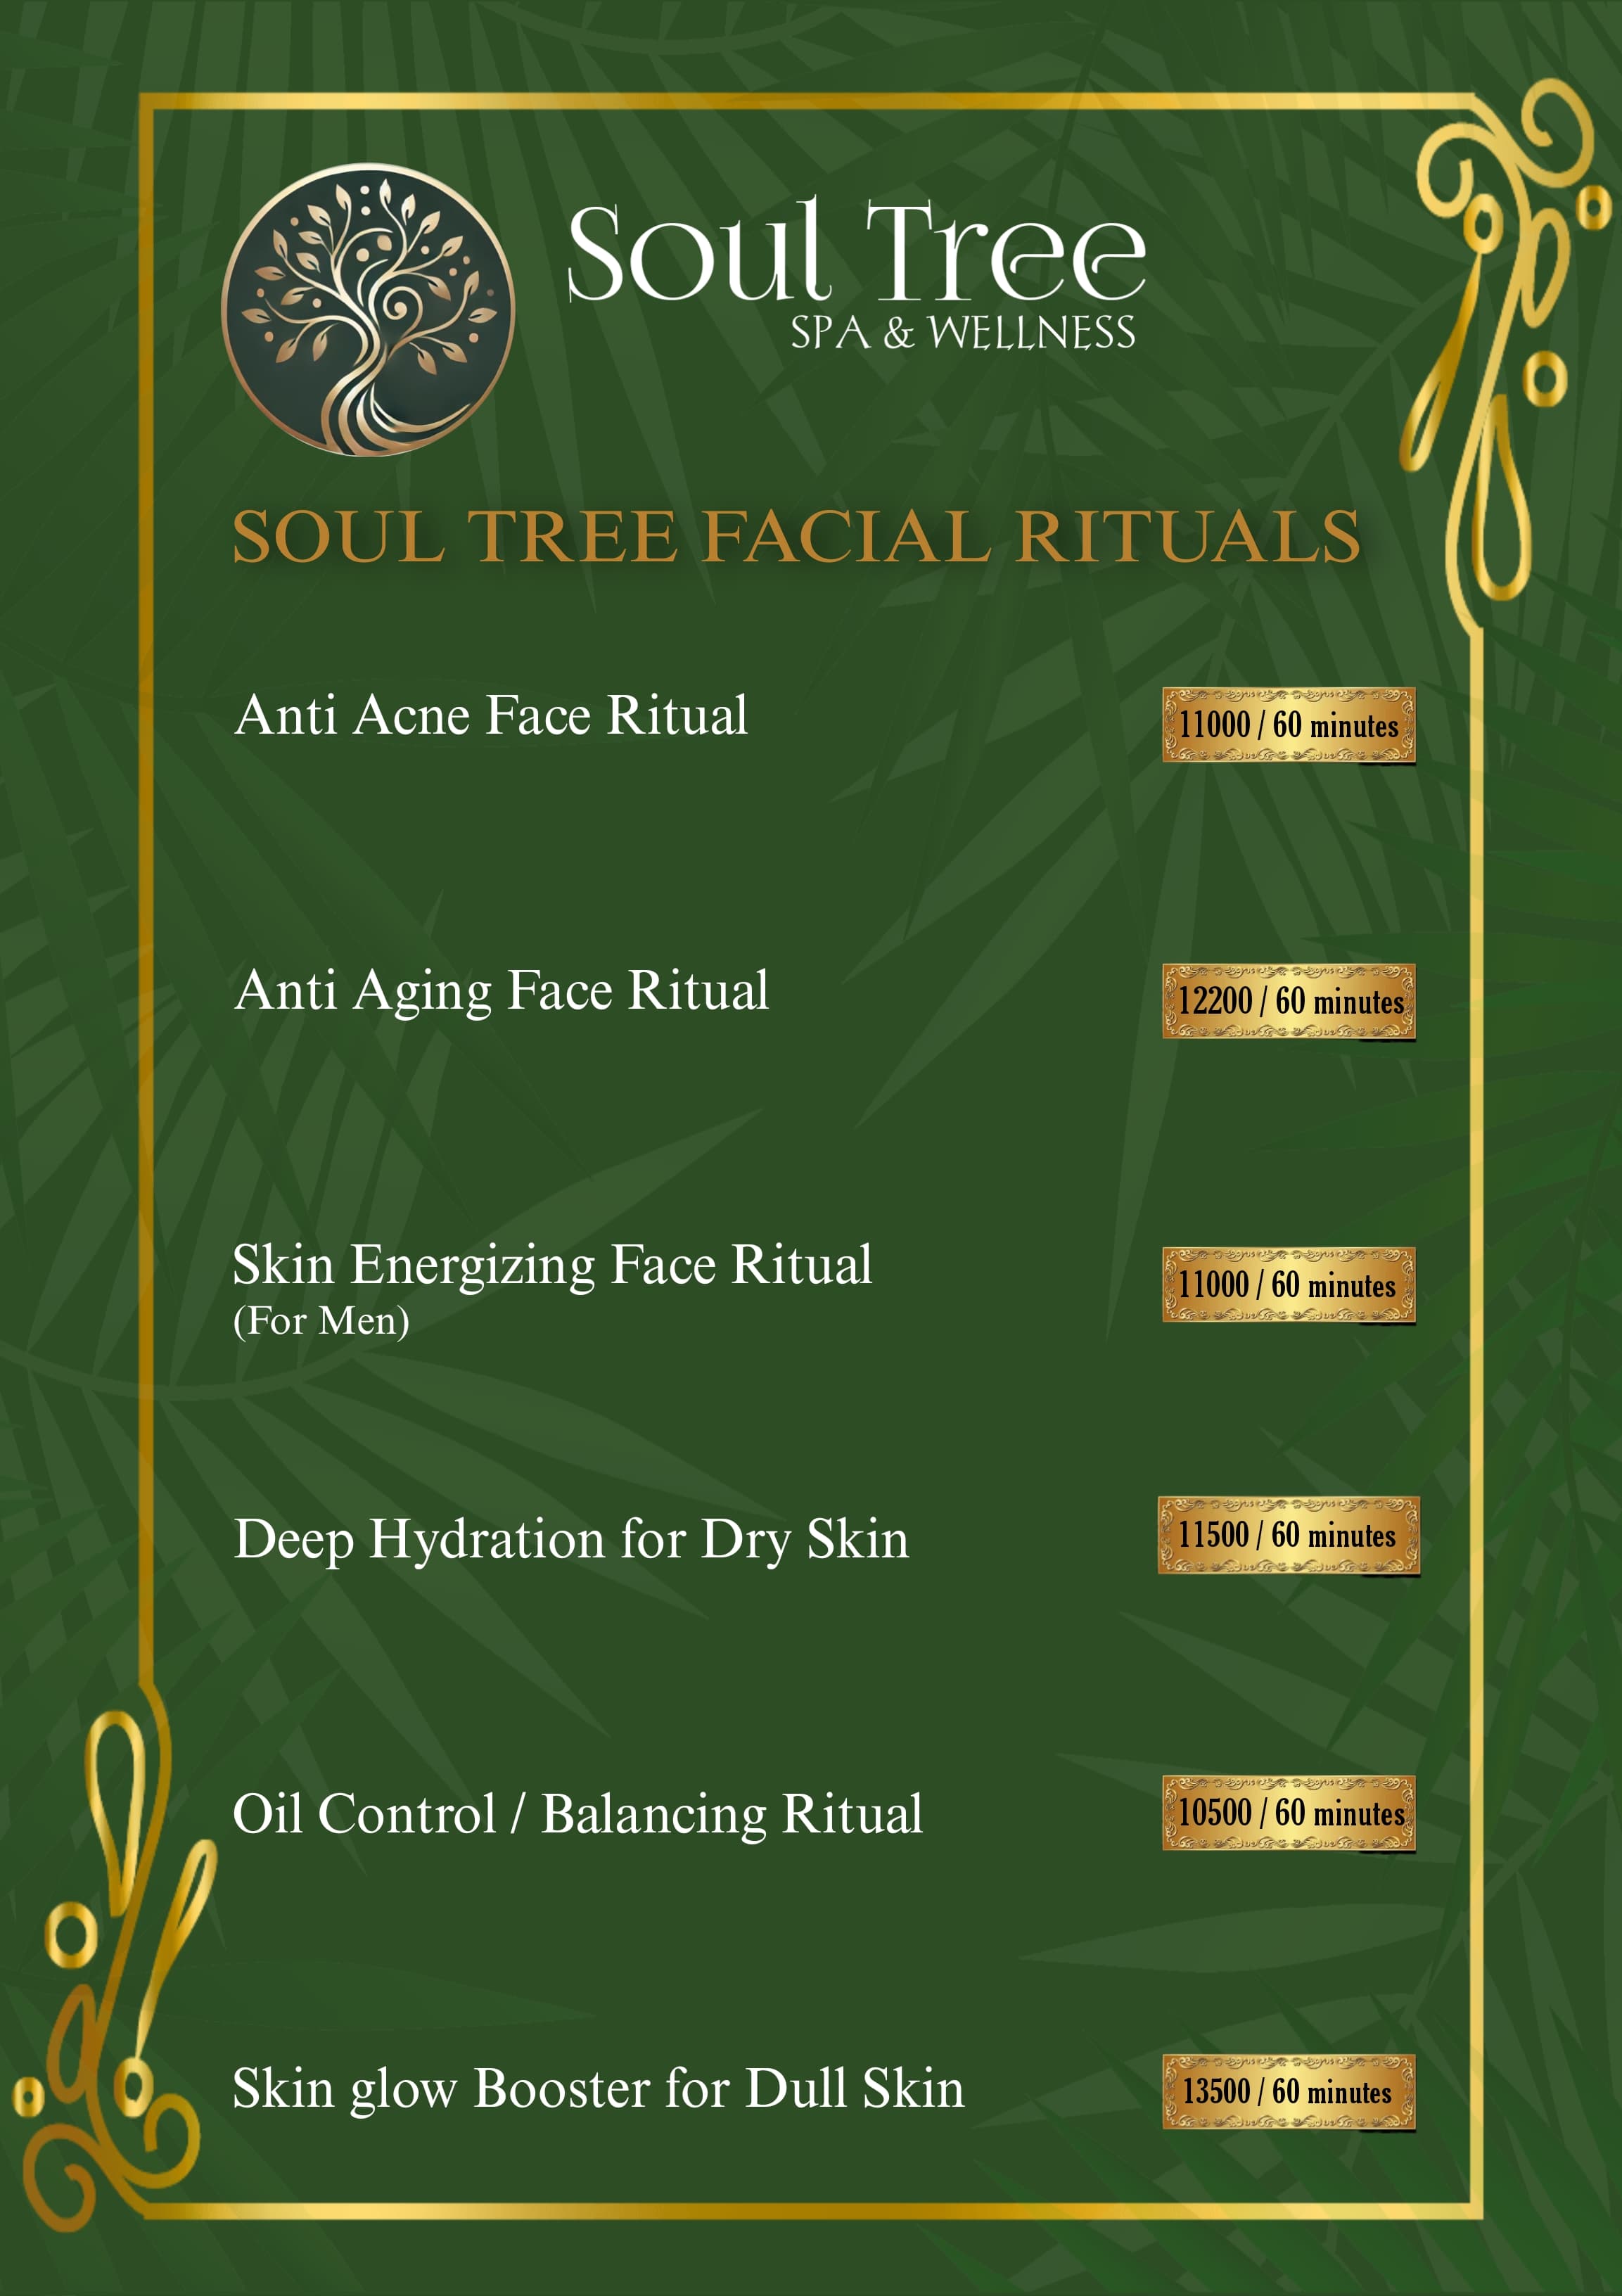 Soul Tree
SPA & WELLNESS
SOUL TREE FACIAL RITUALS
Anti Acne Face Ritual
11000 / 60 minutes
Anti Aging Face Ritual
12200 / 60 minutes
Skin Energizing Face Ritual
(For Men)
11000 / 60 minutes
Deep Hydration for Dry Skin
11500 / 60 minutes
Oil Control / Balancing Ritual
10500 / 60 minutes
Skin glow Booster for Dull Skin
13500 / 60 minutes